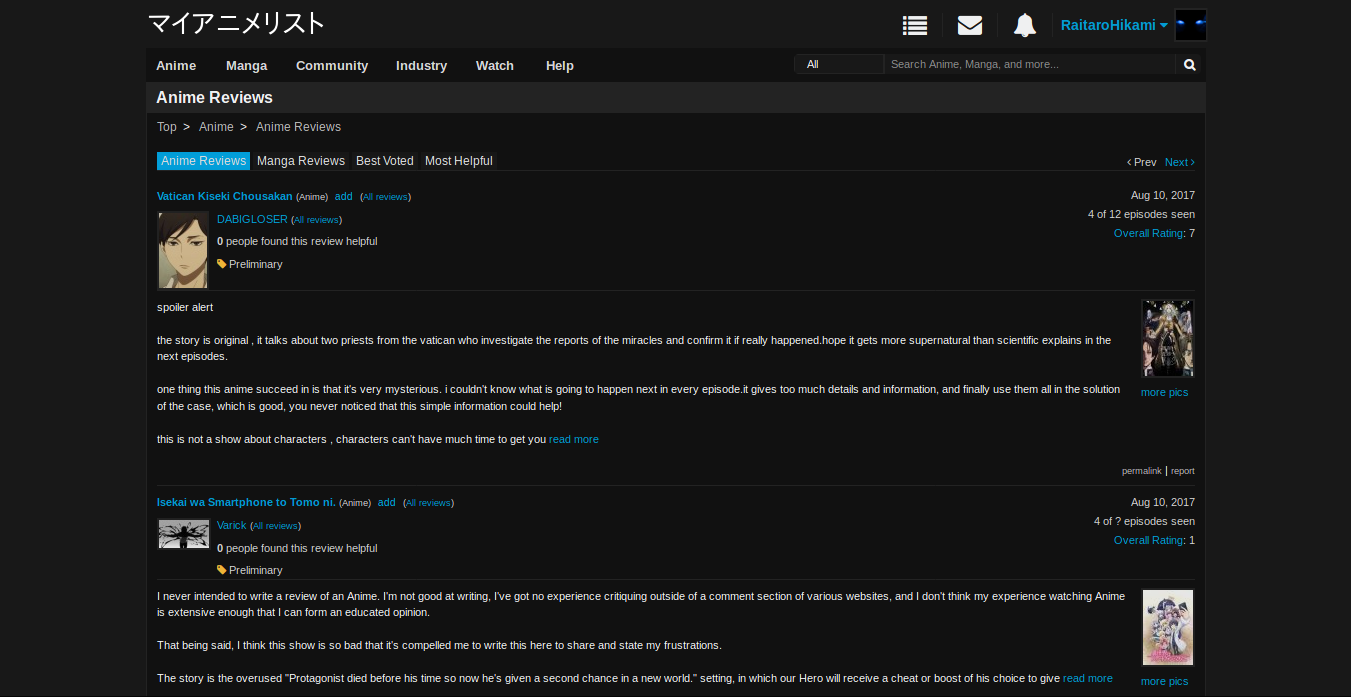 マイアニメリスト
RaitaroHikami
Anime Manga Community Industry Watch Help
All Search Anime, Manga, and more...
Anime Reviews
Top > Anime > Anime Reviews
Anime Reviews Manga Reviews Best Voted Most Helpful
‹ Prev Next ›
Vatican Kiseki Chousakan (Anime) add (All reviews)
Aug 10, 2017
DABIGLOSER (All reviews)
4 of 12 episodes seen
Overall Rating: 7
0 people found this review helpful
Preliminary
spoiler alert
the story is original , it talks about two priests from the vatican who investigate the reports of the miracles and confirm it if really happened.hope it gets more supernatural than scientific explains in the
next episodes.
one thing this anime succeed in is that it's very mysterious. i couldn't know what is going to happen next in every episode.it gives too much details and information, and finally use them all in the solution
of the case, which is good, you never noticed that this simple information could help!
more pics
this is not a show about characters , characters can't have much time to get you read more
permalink | report
Isekai wa Smartphone to Tomo ni. (Anime) add (All reviews)
Aug 10, 2017
Varick (All reviews)
4 of ? episodes seen
Overall Rating: 1
0 people found this review helpful
Preliminary
I never intended to write a review of an Anime. I'm not good at writing, I've got no experience critiquing outside of a comment section of various websites, and I don't think my experience watching Anime
is extensive enough that I can form an educated opinion.
That being said, I think this show is so bad that it's compelled me to write this here to share and state my frustrations.
The story is the overused "Protagonist died before his time so now he's given a second chance in a new world." setting, in which our Hero will receive a cheat or boost of his choice to give read more
more pics